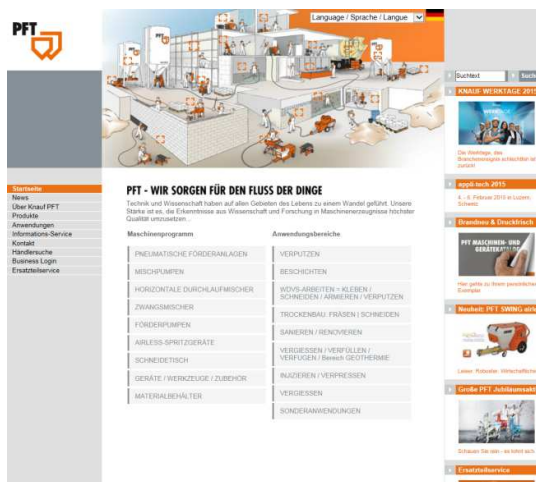 PFT
Language / Sprache / Langue
Suchtext
Startseite
News
Über Knauf PFT
Produkte
Anwendungen
Informations-Service
Kontakt
Händlersuche
Business Login
Ersatzteilservice
PFT - WIR SORGEN FÜR DEN FLUSS DER DINGE
Technik und Wissenschaft haben auf allen Gebieten des Lebens zu einem Wandel geführt. Unsere
Stärke ist es, die Erkenntnisse aus Wissenschaft und Forschung in Maschinenerzeugnisse höchster
Qualität umzusetzen...
Maschinenprogramm
PNEUMATISCHE FÖRDERANLAGEN
MISCHPUMPEN
HORIZONTALE DURCHLAUFMISCHER
ZWANGSMISCHER
FÖRDERPUMPEN
AIRLESS-SPRITZGERÄTE
SCHNEIDETISCH
GERÄTE / WERKZEUGE / ZUBEHÖR
MATERIALBEHÄLTER
Anwendungsbereiche
VERPUTZEN
BESCHICHTEN
WDVS-ARBEITEN = KLEBEN /
SCHNEIDEN / ARMIEREN / VERPUTZEN
TROCKENBAU: FRÄSEN | SCHNEIDEN
SANIEREN / RENOVIEREN
VERGIESSEN / VERFÜLLEN /
VERFUGEN / Bereich GEOTHERMIE
INJIZIEREN / VERPRESSEN
VERGIESSEN
SONDERANWENDUNGEN
KNAUF WERKTAGE 2015
Die Werktage, das
Branchenereignis schlechthin ist
zurück!
appli-tech 2015
4. – 6. Februar 2015 in Luzern,
Schweiz
Brandneu & Druckfrisch
PFT MASCHINEN- UND
Hier gehts zu Ihrem persönlichen
Exemplar
Neuheit: PFT SWING
Leiser, Robuster,
Große PFT
Schauen Sie rein - es lohnt sich
Ersatzteilservice